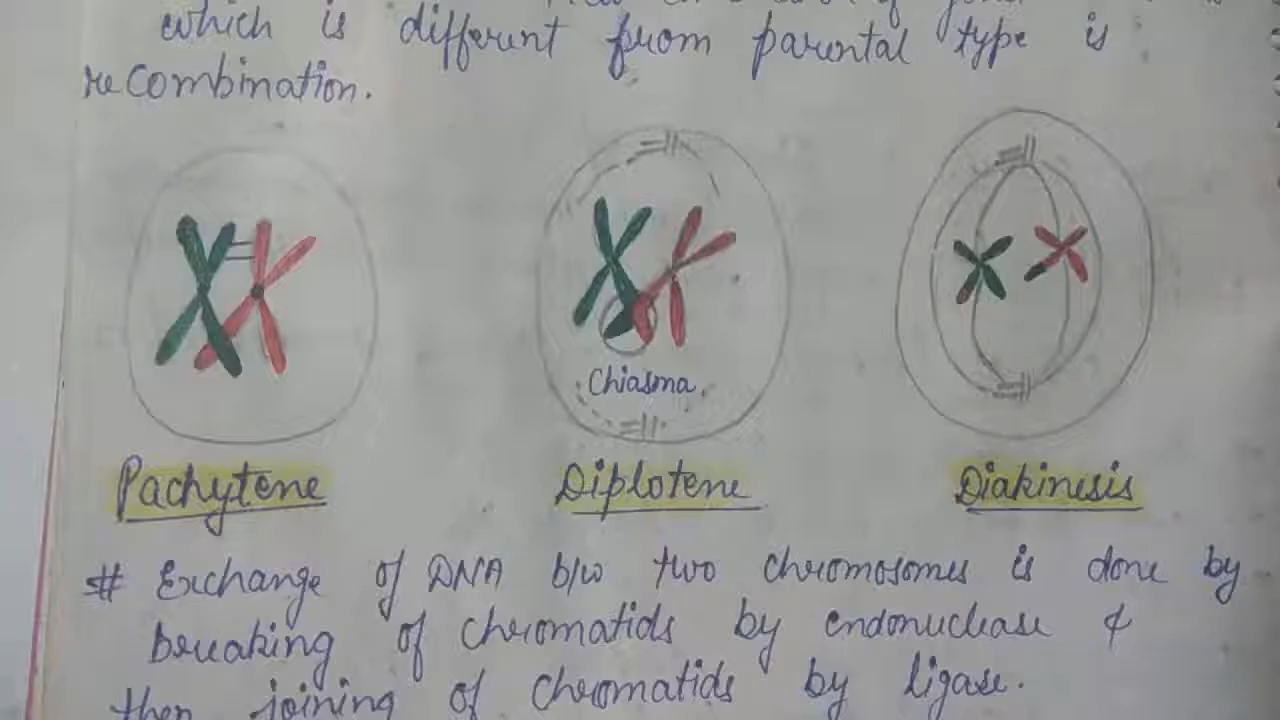 which is different from parental type is
recombination.
Chiasma.
Pachytene
Diplotene
Diakinesis
# Exchange of DNA b/w two chromosomes is done by
breaking of chromatids by endonuclease &
then joining of chromatids by ligase.